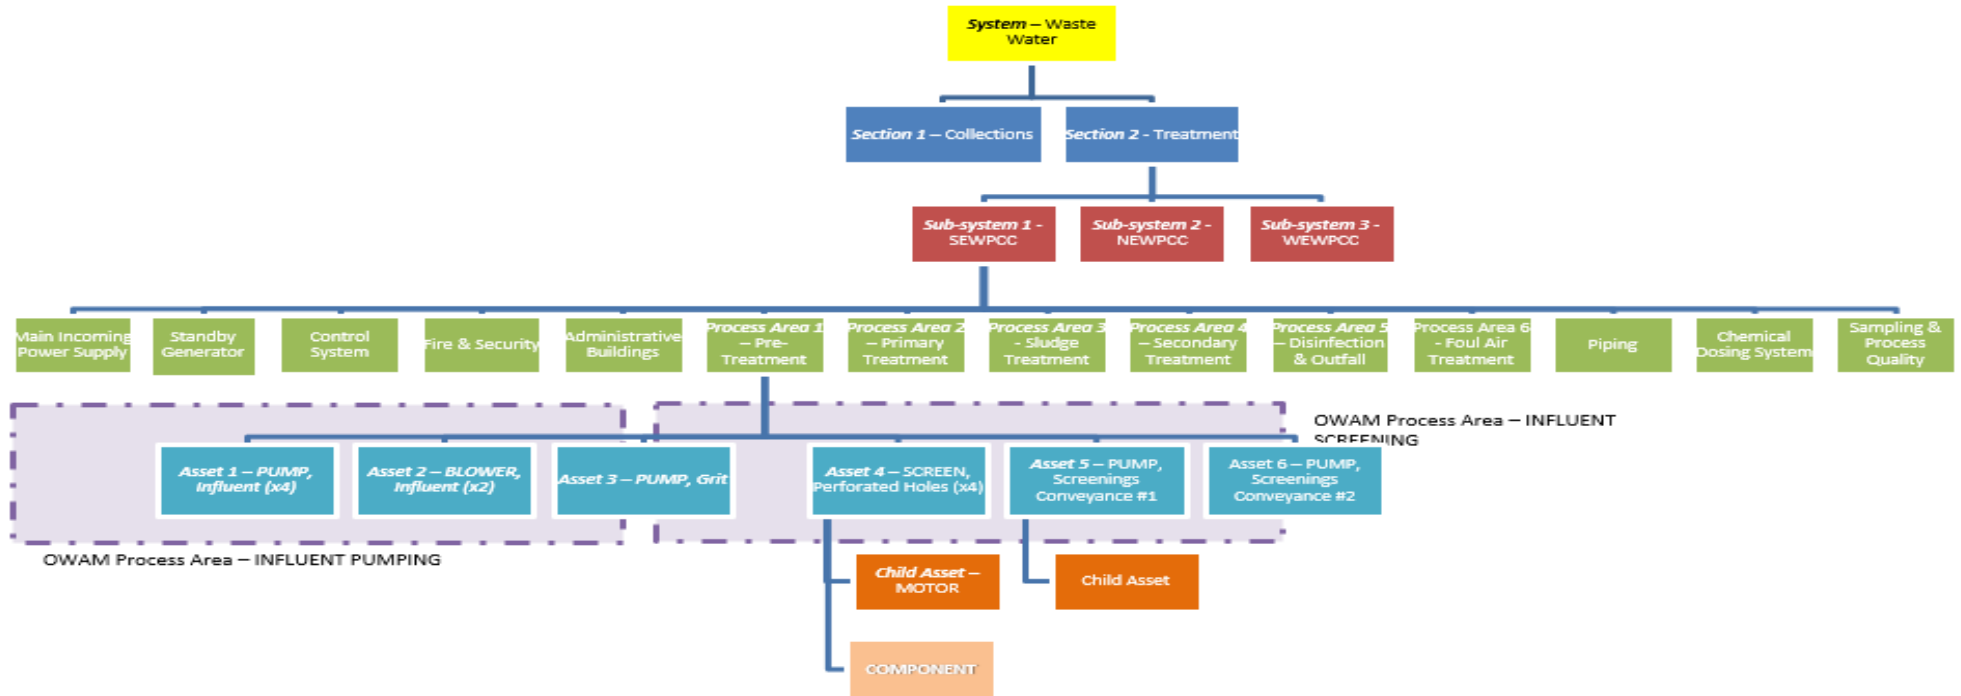 System – Waste
Water
Section 1 – Collections
Section 2 - Treatment
Sub-system 1 -
SEWPCC
Sub-system 2 -
NEWPCC
Sub-system 3 -
WEWPCC
Main Incoming
Power Supply
Standby
Generator
Control
System
Fire & Security
Administrative
Buildings
Process Area 1
– Pre-
Treatment
Process Area 2
– Primary
Treatment
Process Area 3
- Sludge
Treatment
Process Area 4
– Secondary
Treatment
Process Area 5
– Disinfection
& Outfall
Process Area 6
- Foul Air
Treatment
Piping
Chemical
Dosing System
Sampling &
Process
Quality
OWAM Process Area – INFLUENT
SCREENING
Asset 1 – PUMP,
Influent (x4)
Asset 2 – BLOWER,
Influent (x2)
Asset 3 – PUMP, Grit
Asset 4 – SCREEN,
Perforated Holes (x4)
Asset 5 – PUMP,
Screenings
Conveyance #1
Asset 6 – PUMP,
Screenings
Conveyance #2
OWAM Process Area – INFLUENT PUMPING
Child Asset –
MOTOR
Child Asset
COMPONENT